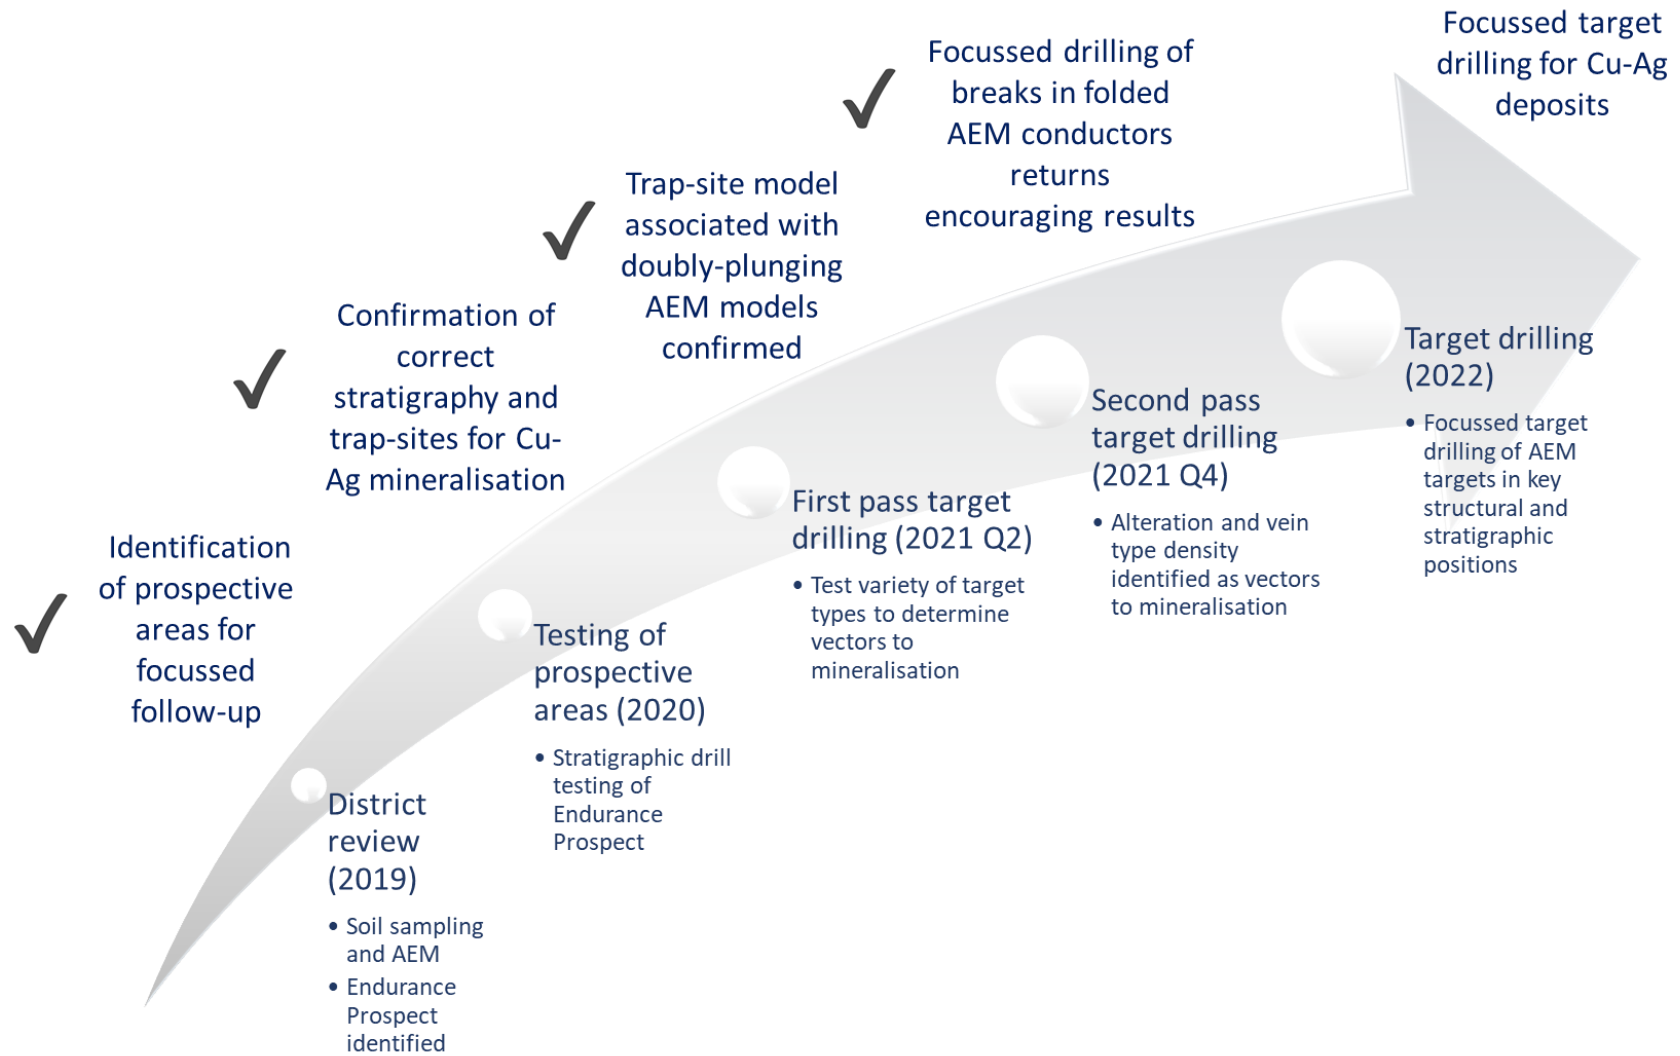 Identification
of prospective
areas for
focussed
follow-up
District
review
(2019)
• Soil sampling
and AEM
• Endurance
Prospect
identified
Confirmation of
correct
stratigraphy and
trap-sites for Cu-
Ag mineralisation
Testing of
prospective
areas (2020)
• Stratigraphic drill
testing of
Endurance
Prospect
Trap-site model
associated with
doubly-plunging
AEM models
confirmed
First pass target
drilling (2021 Q2)
• Test variety of target
types to determine
vectors to
mineralisation
Focussed drilling of
breaks in folded
AEM conductors
returns
encouraging results
Second pass
target drilling
(2021 Q4)
• Alteration and vein
type density
identified as vectors
to mineralisation
Focussed target
drilling for Cu-Ag
deposits
Target drilling
(2022)
• Focussed target
drilling of AEM
targets in key
structural and
stratigraphic
positions